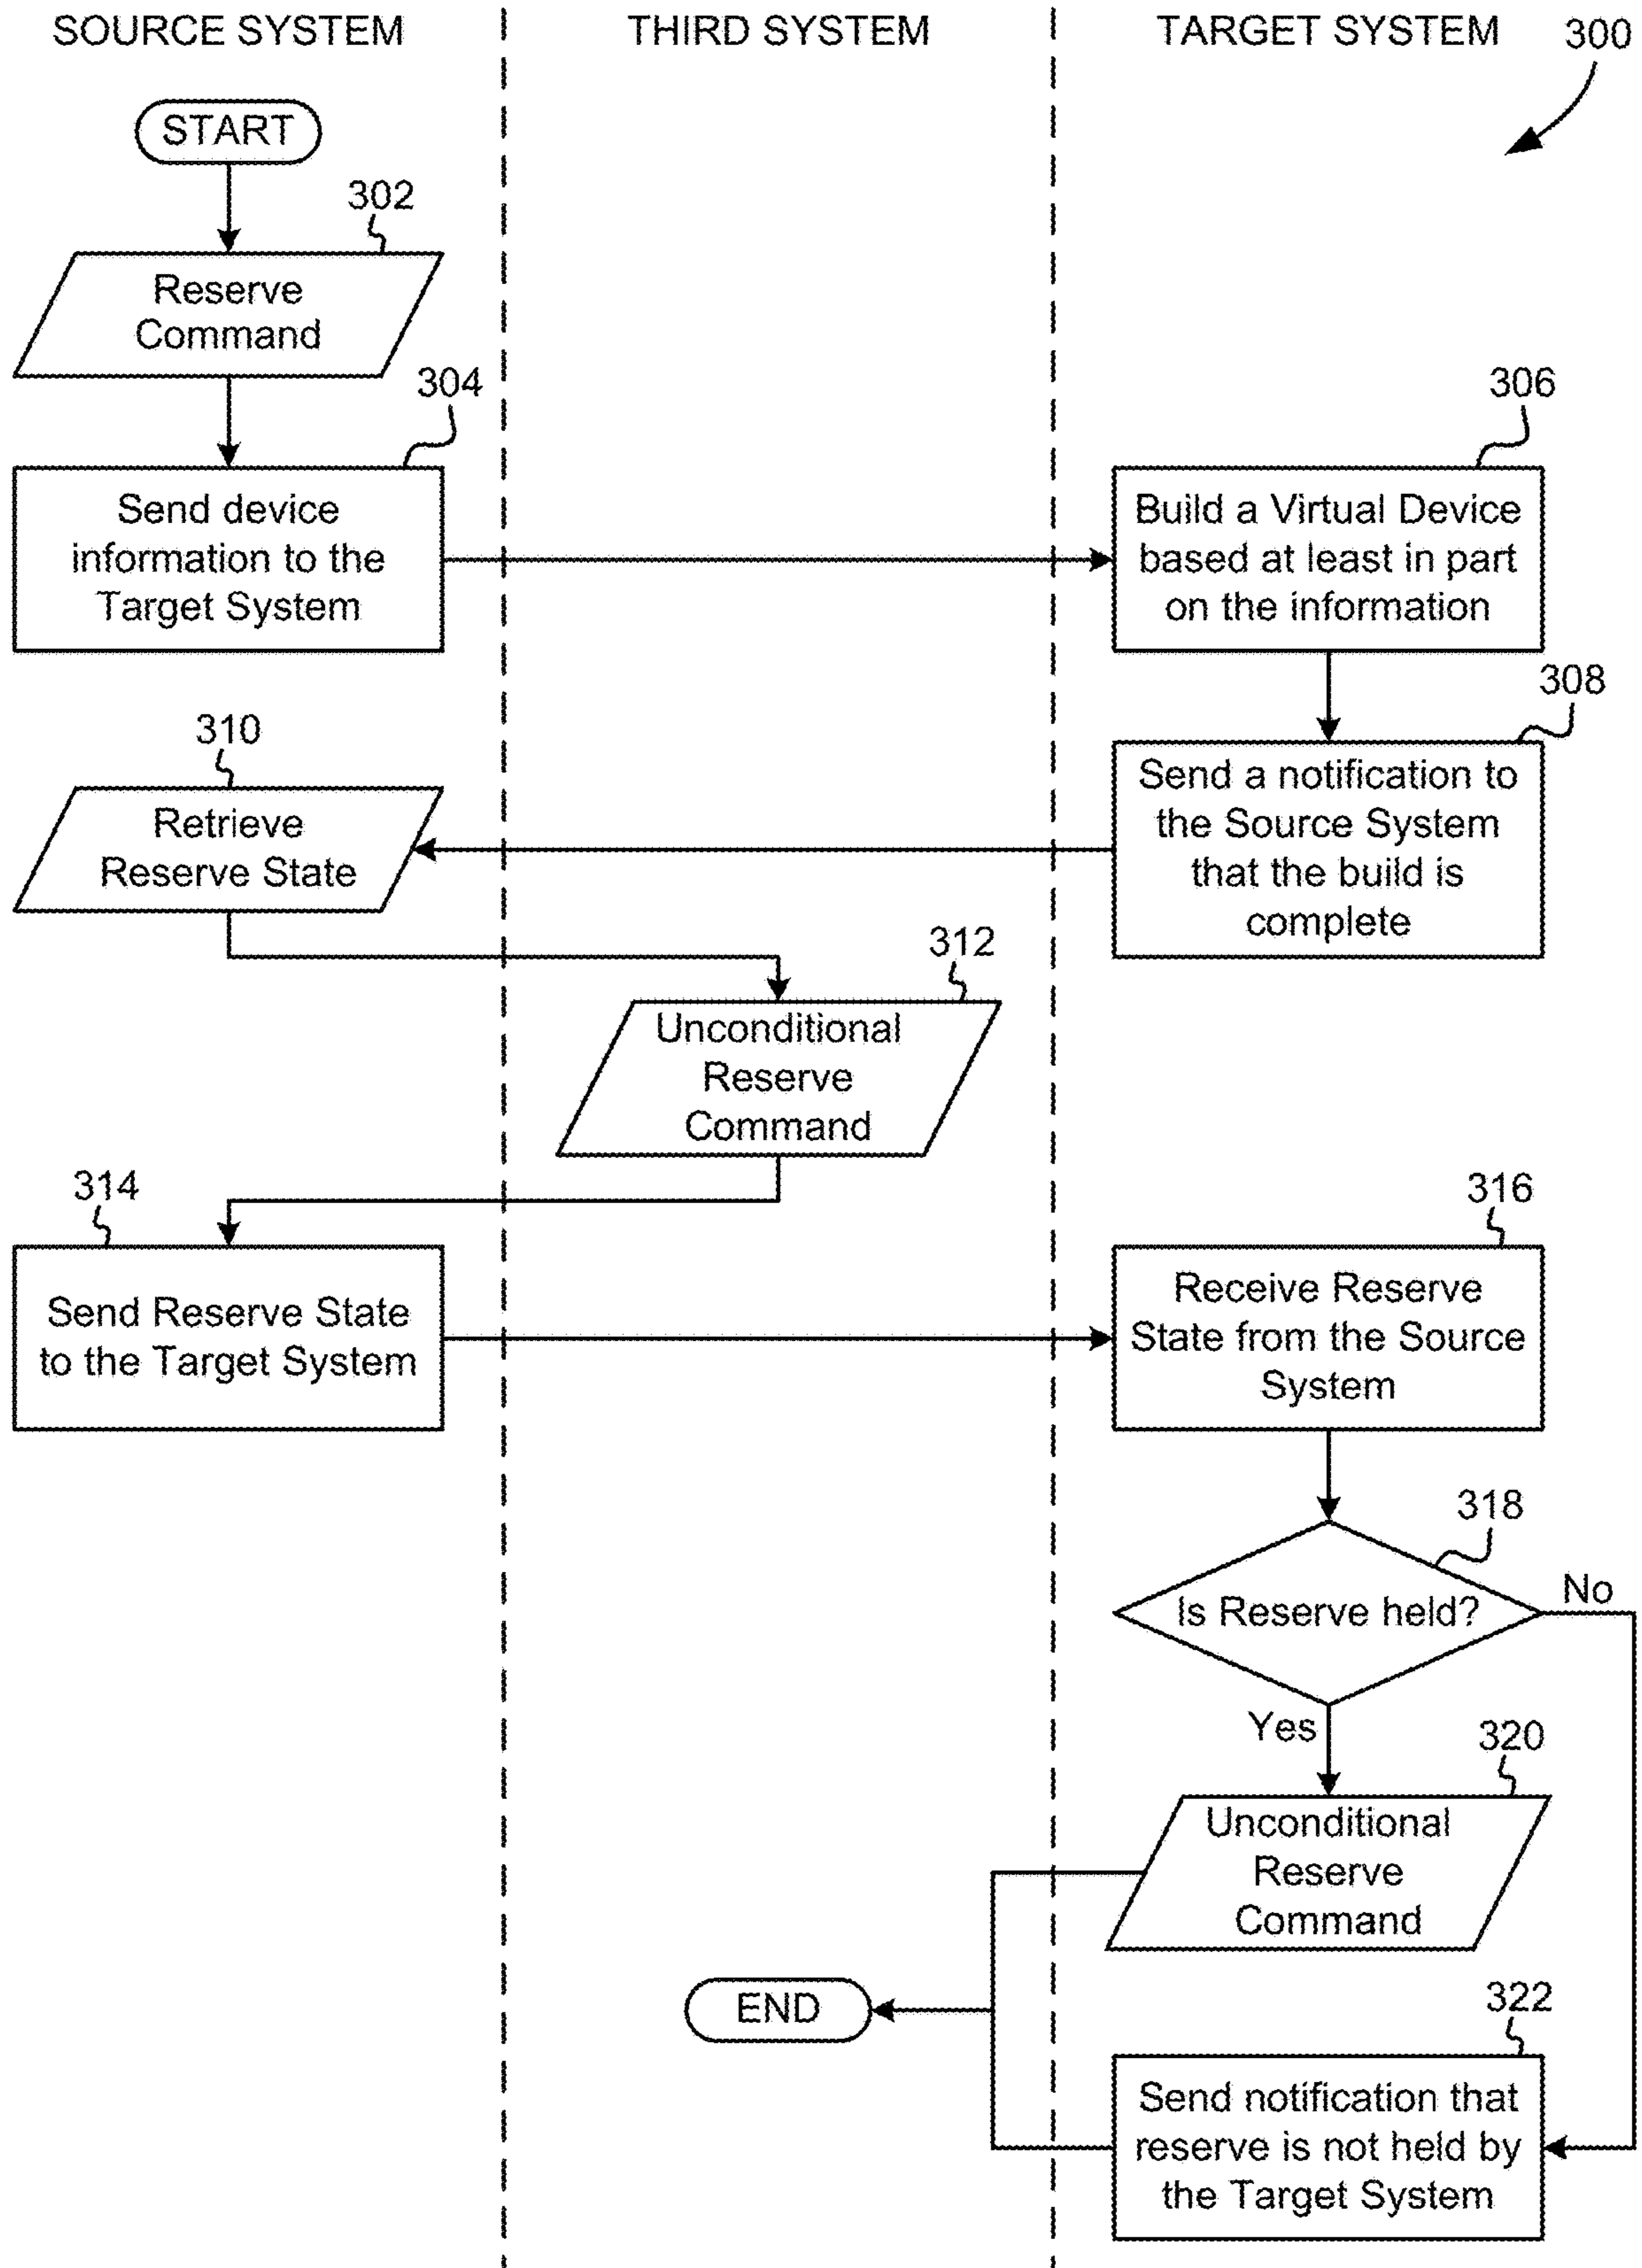 SOURCE SYSTEM
THIRD SYSTEM
TARGET SYSTEM
300
START
302
Reserve
Command
304
Send device
information to the
Target System
306
Build a Virtual Device
based at least in part
on the information
308
Send a notification to
the Source System
that the build is
complete
310
Retrieve
Reserve State
312
Unconditional
Reserve
Command
314
Send Reserve State
to the Target System
316
Receive Reserve
State from the Source
System
318
Is Reserve held?
No
Yes
320
Unconditional
Reserve
Command
END
322
Send notification that
reserve is not held by
the Target System